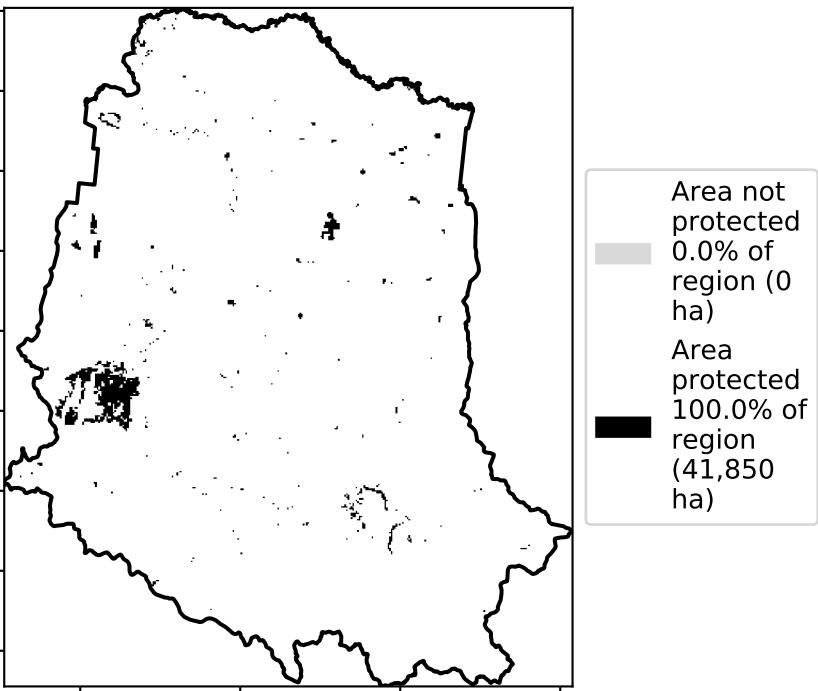 Area not
protected
0.0% of
region (0
ha)
Area
protected
100.0% of
region
(41,850
ha)